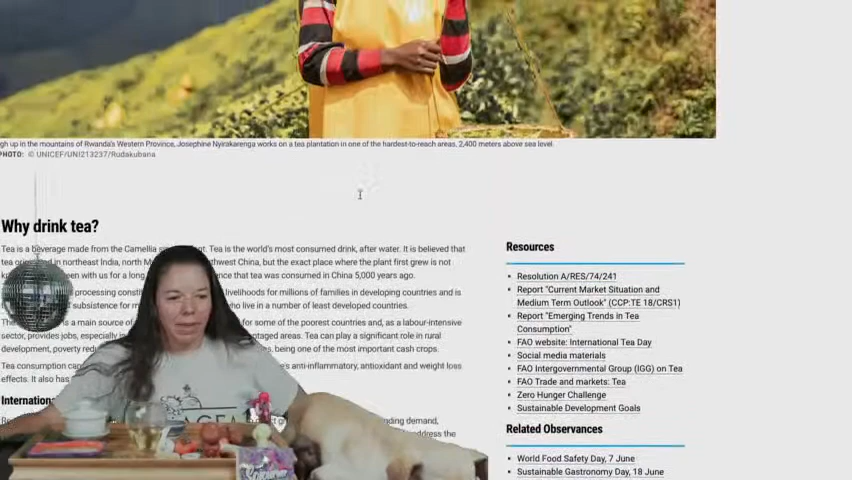 gh up in the mountains of Rwanda's Western Province, Josephine Nyirakarenga works on a tea plantation in one of the hardest-to-reach areas, 2,400 meters above sea level.
PHOTO: © UNICEF/UNI213237/Rudakubana
Why drink tea?
Tea is a beverage made from the Camellia plant. Tea is the world's most consumed drink, after water. It is believed that
tea in northeast India, north west China, but the exact place where the plant first grew is not
been with us for a long that tea was consumed in China 5,000 years ago.
processing livelihoods for millions of families in developing countries and is
subsistence for who live in a number of least developed countries.
is a main source of for some of the poorest countries and, as a labour-intensive
sector, provides jobs, especially in areas. Tea can play a significant role in rural
development, poverty being one of the most important cash crops.
Tea consumption anti-inflammatory, antioxidant and weight loss
effects. It also has
Internationa
demand,
address the
Resources
Resolution A/RES/74/241
Report "Current Market Situation and
Medium Term Outlook" (CCP:TE 18/CRS1)
Report "Emerging Trends in Tea
Consumption"
FAO website: International Tea Day
Social media materials
FAO Intergovernmental Group (IGG) on Tea
FAO Trade and markets: Tea
Zero Hunger Challenge
Sustainable Development Goals
Related Observances
World Food Safety Day, 7 June
Sustainable Gastronomy Day, 18 June